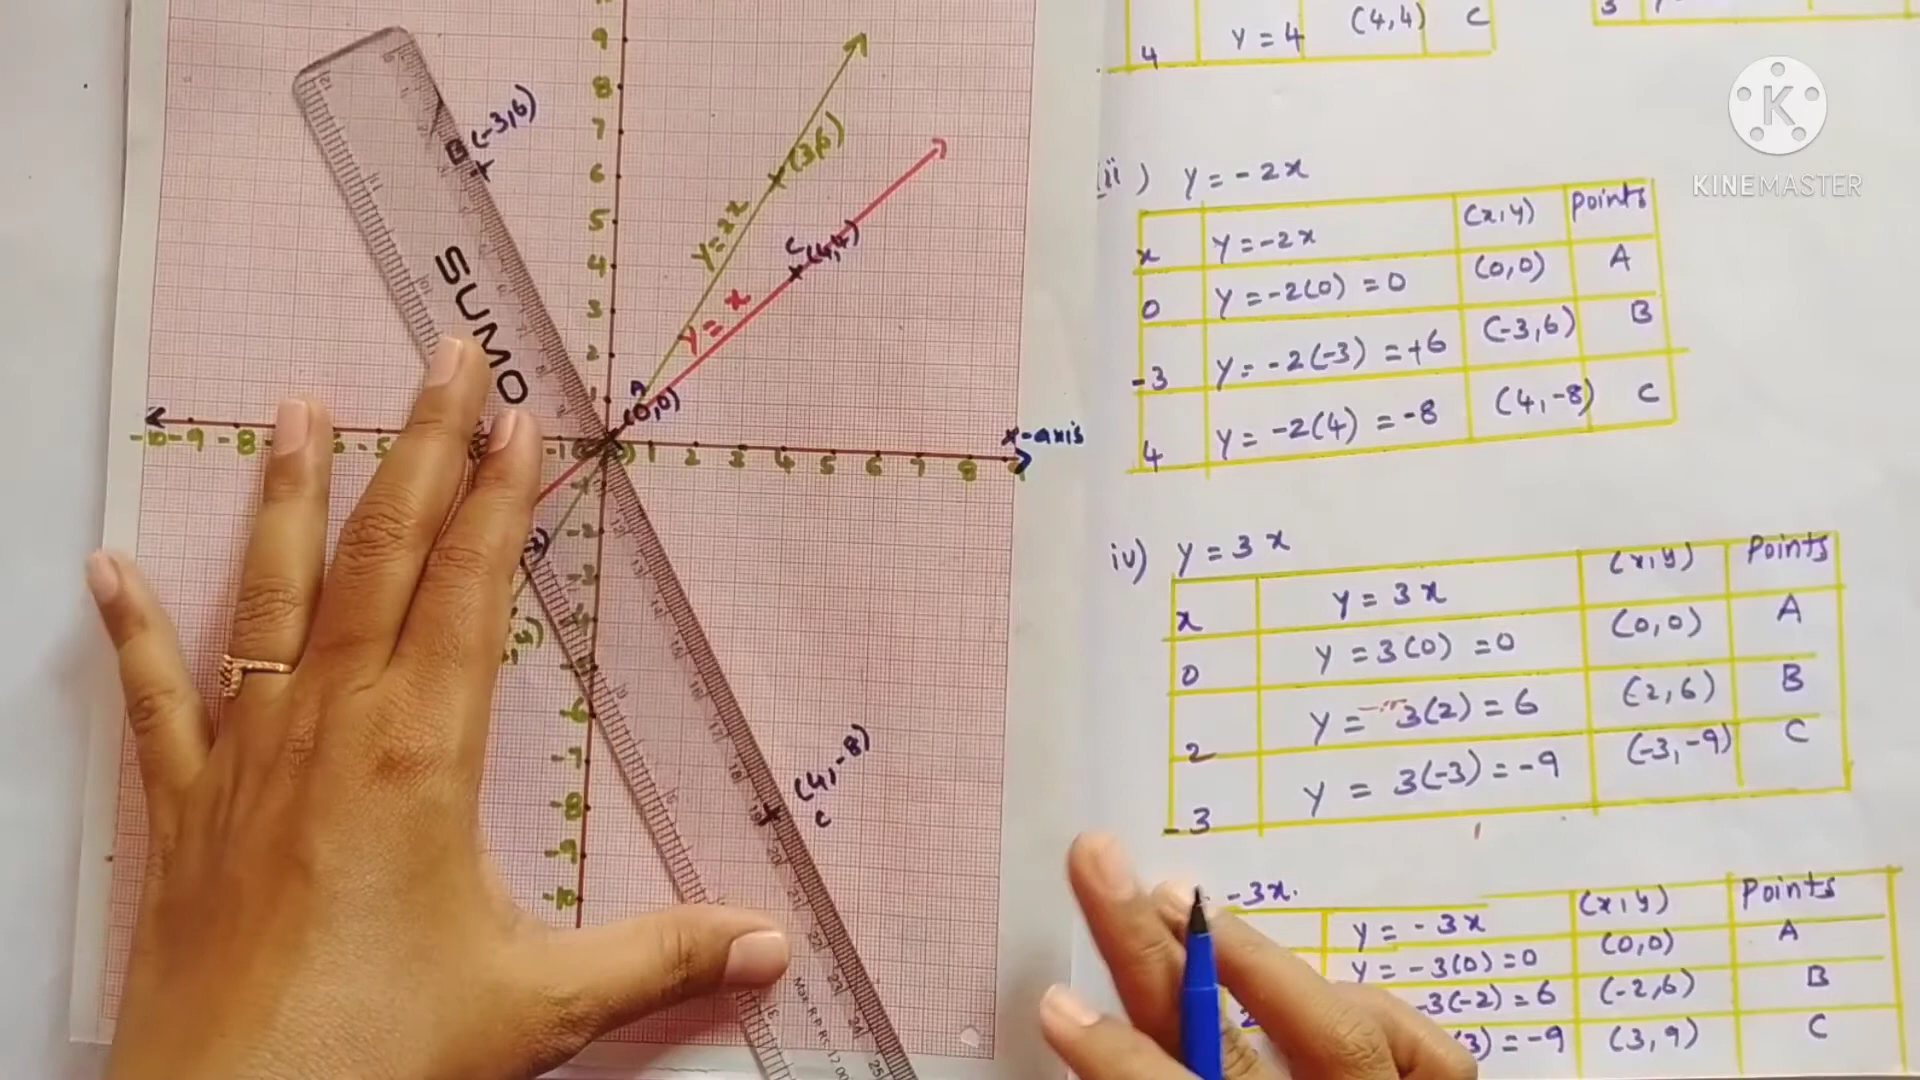 9
8
7
6
5
4
3
2
1
B (-3,6)
(3,6)
y=2x
C (4,4)
y=x
A
(0,0)
-10 -9 -8 -5 -1 1 2 3 4 5 6 7 8 9
x-axis
-1
-2
-3
-6
-7
-8
-9
-10
(4,-8)
C
SUMO
4 y=4 (4,4) C
3
KINEMASTER
(ii) y=-2x
x y=-2x (x,y) Points
0 y=-2(0)=0 (0,0) A
-3 y=-2(-3)=+6 (-3,6) B
4 y=-2(4)=-8 (4,-8) C
iv) y=3x
x y=3x (x,y) Points
0 y=3(0)=0 (0,0) A
2 y=3(2)=6 (2,6) B
-3 y=3(-3)=-9 (-3,-9) C
-3x.
y=-3x (x,y) Points
y=-3(0)=0 (0,0) A
-3(-2)=6 (-2,6) B
(3)=-9 (3,9) C